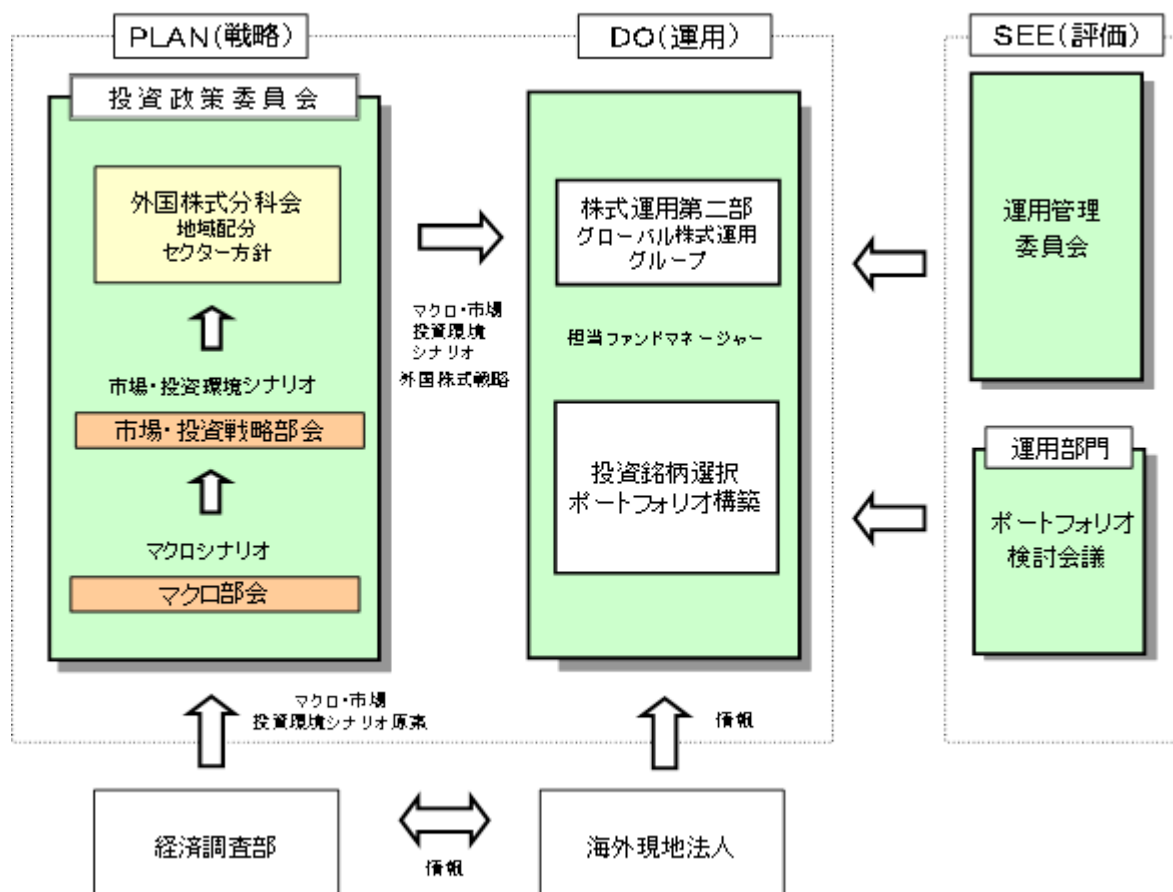 PLAN(戦略)
投資政策委員会
外国株式分科会
地域配分
セクター方針
市場・投資環境シナリオ
市場・投資戦略部会
マクロシナリオ
マクロ部会
マクロ・市場
投資環境
シナリオ
外国株式戦略
DO(運用)
株式運用第二部
グローバル株式運用
グループ
担当ファンドマネージャー
投資銘柄選択
ポートフォリオ構築
SEE(評価)
運用管理
委員会
運用部門
ポートフォリオ
検討会議
マクロ・市場
投資環境シナリオ原案
情報
経済調査部
情報
海外現地法人